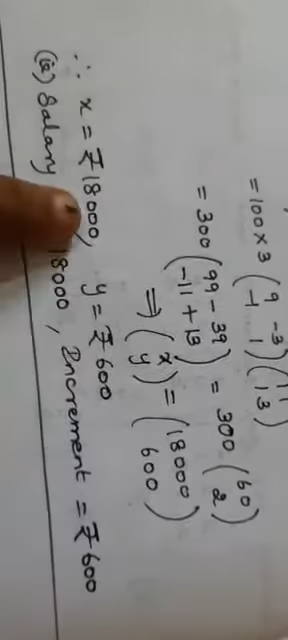 = 100 × 3 (9 -3 / -1 1) (11 / 13)
= 300 (99 - 39 / -11 + 13) = 300 (60 / 2)
⇒ (x / y) = (18000 / 600)
∴ x = ₹18000, y = ₹600
(ie) Salary 18000, Increment = ₹600